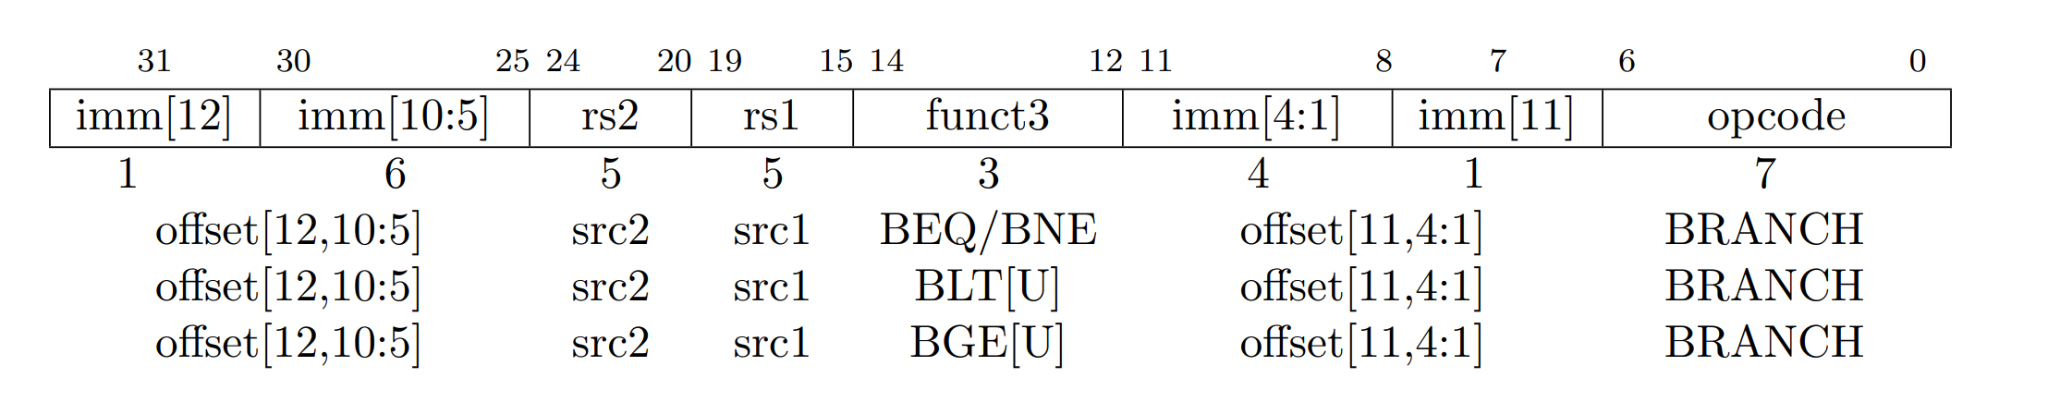 31 30 25 24 20 19 15 14 12 11 8 7 6 0
imm[12] imm[10:5] rs2 rs1 funct3 imm[4:1] imm[11] opcode
1 6 5 5 3 4 1 7
offset[12,10:5] src2 src1 BEQ/BNE offset[11,4:1] BRANCH
offset[12,10:5] src2 src1 BLT[U] offset[11,4:1] BRANCH
offset[12,10:5] src2 src1 BGE[U] offset[11,4:1] BRANCH